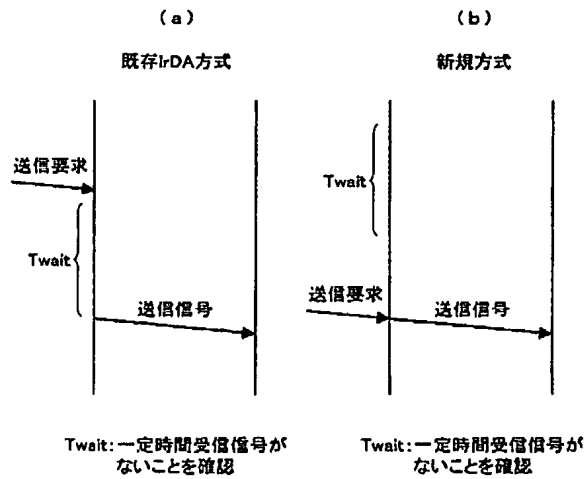 (a)
既存IrDA方式
送信要求
Twait
送信信号
Twait:一定時間受信信号が
ないことを確認
(b)
新規方式
Twait
送信要求
送信信号
Twait:一定時間受信信号が
ないことを確認